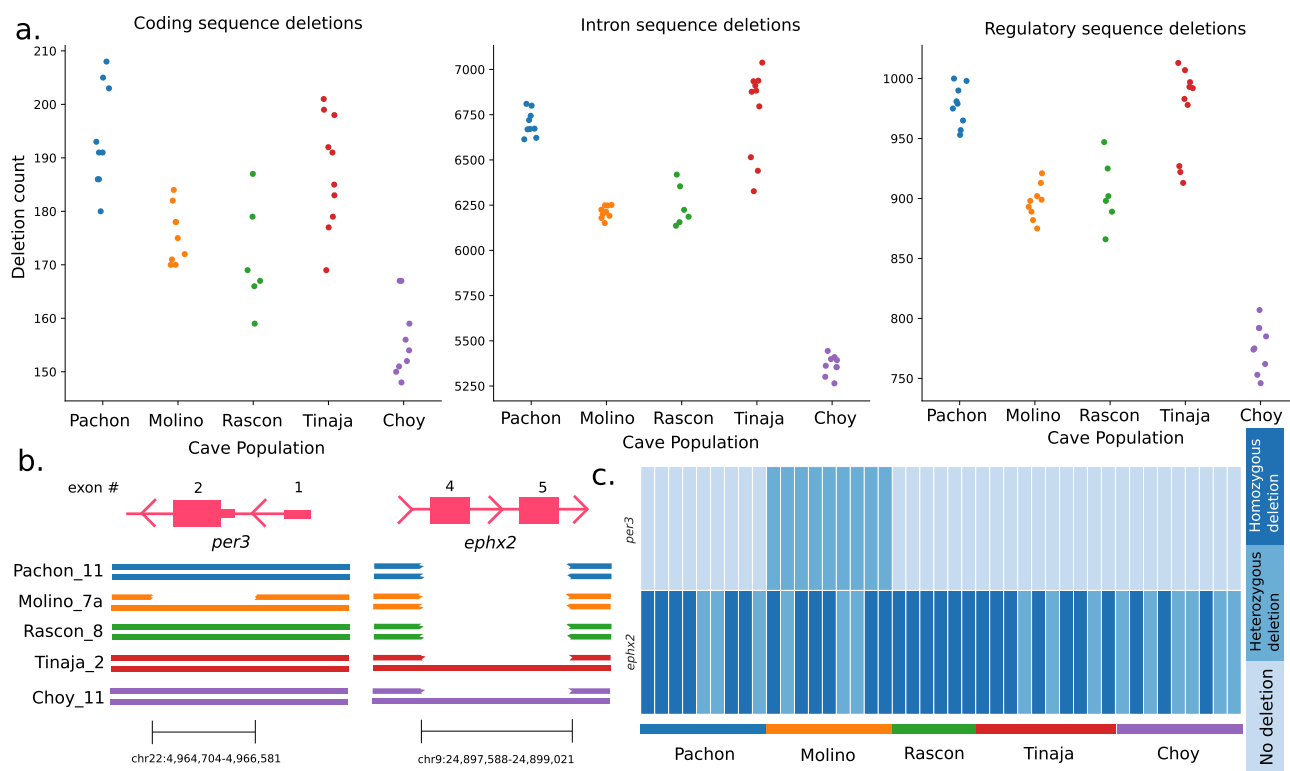 a.
Coding sequence deletions
Intron sequence deletions
Regulatory sequence deletions
Deletion count
210
200
190
180
170
160
150
Pachon Molino Rascon Tinaja Choy
Cave Population
7000
6750
6500
6250
6000
5750
5500
5250
Pachon Molino Rascon Tinaja Choy
Cave Population
1000
950
900
850
800
750
Pachon Molino Rascon Tinaja Choy
Cave Population
b.
exon # 2 1
4 5
per3
ephx2
Pachon_11
Molino_7a
Rascon_8
Tinaja_2
Choy_11
chr22:4,964,704-4,966,581
chr9:24,897,588-24,899,021
c.
per3
ephx2
Pachon Molino Rascon Tinaja Choy
Homozygous
deletion
Heterozygous
deletion
No deletion